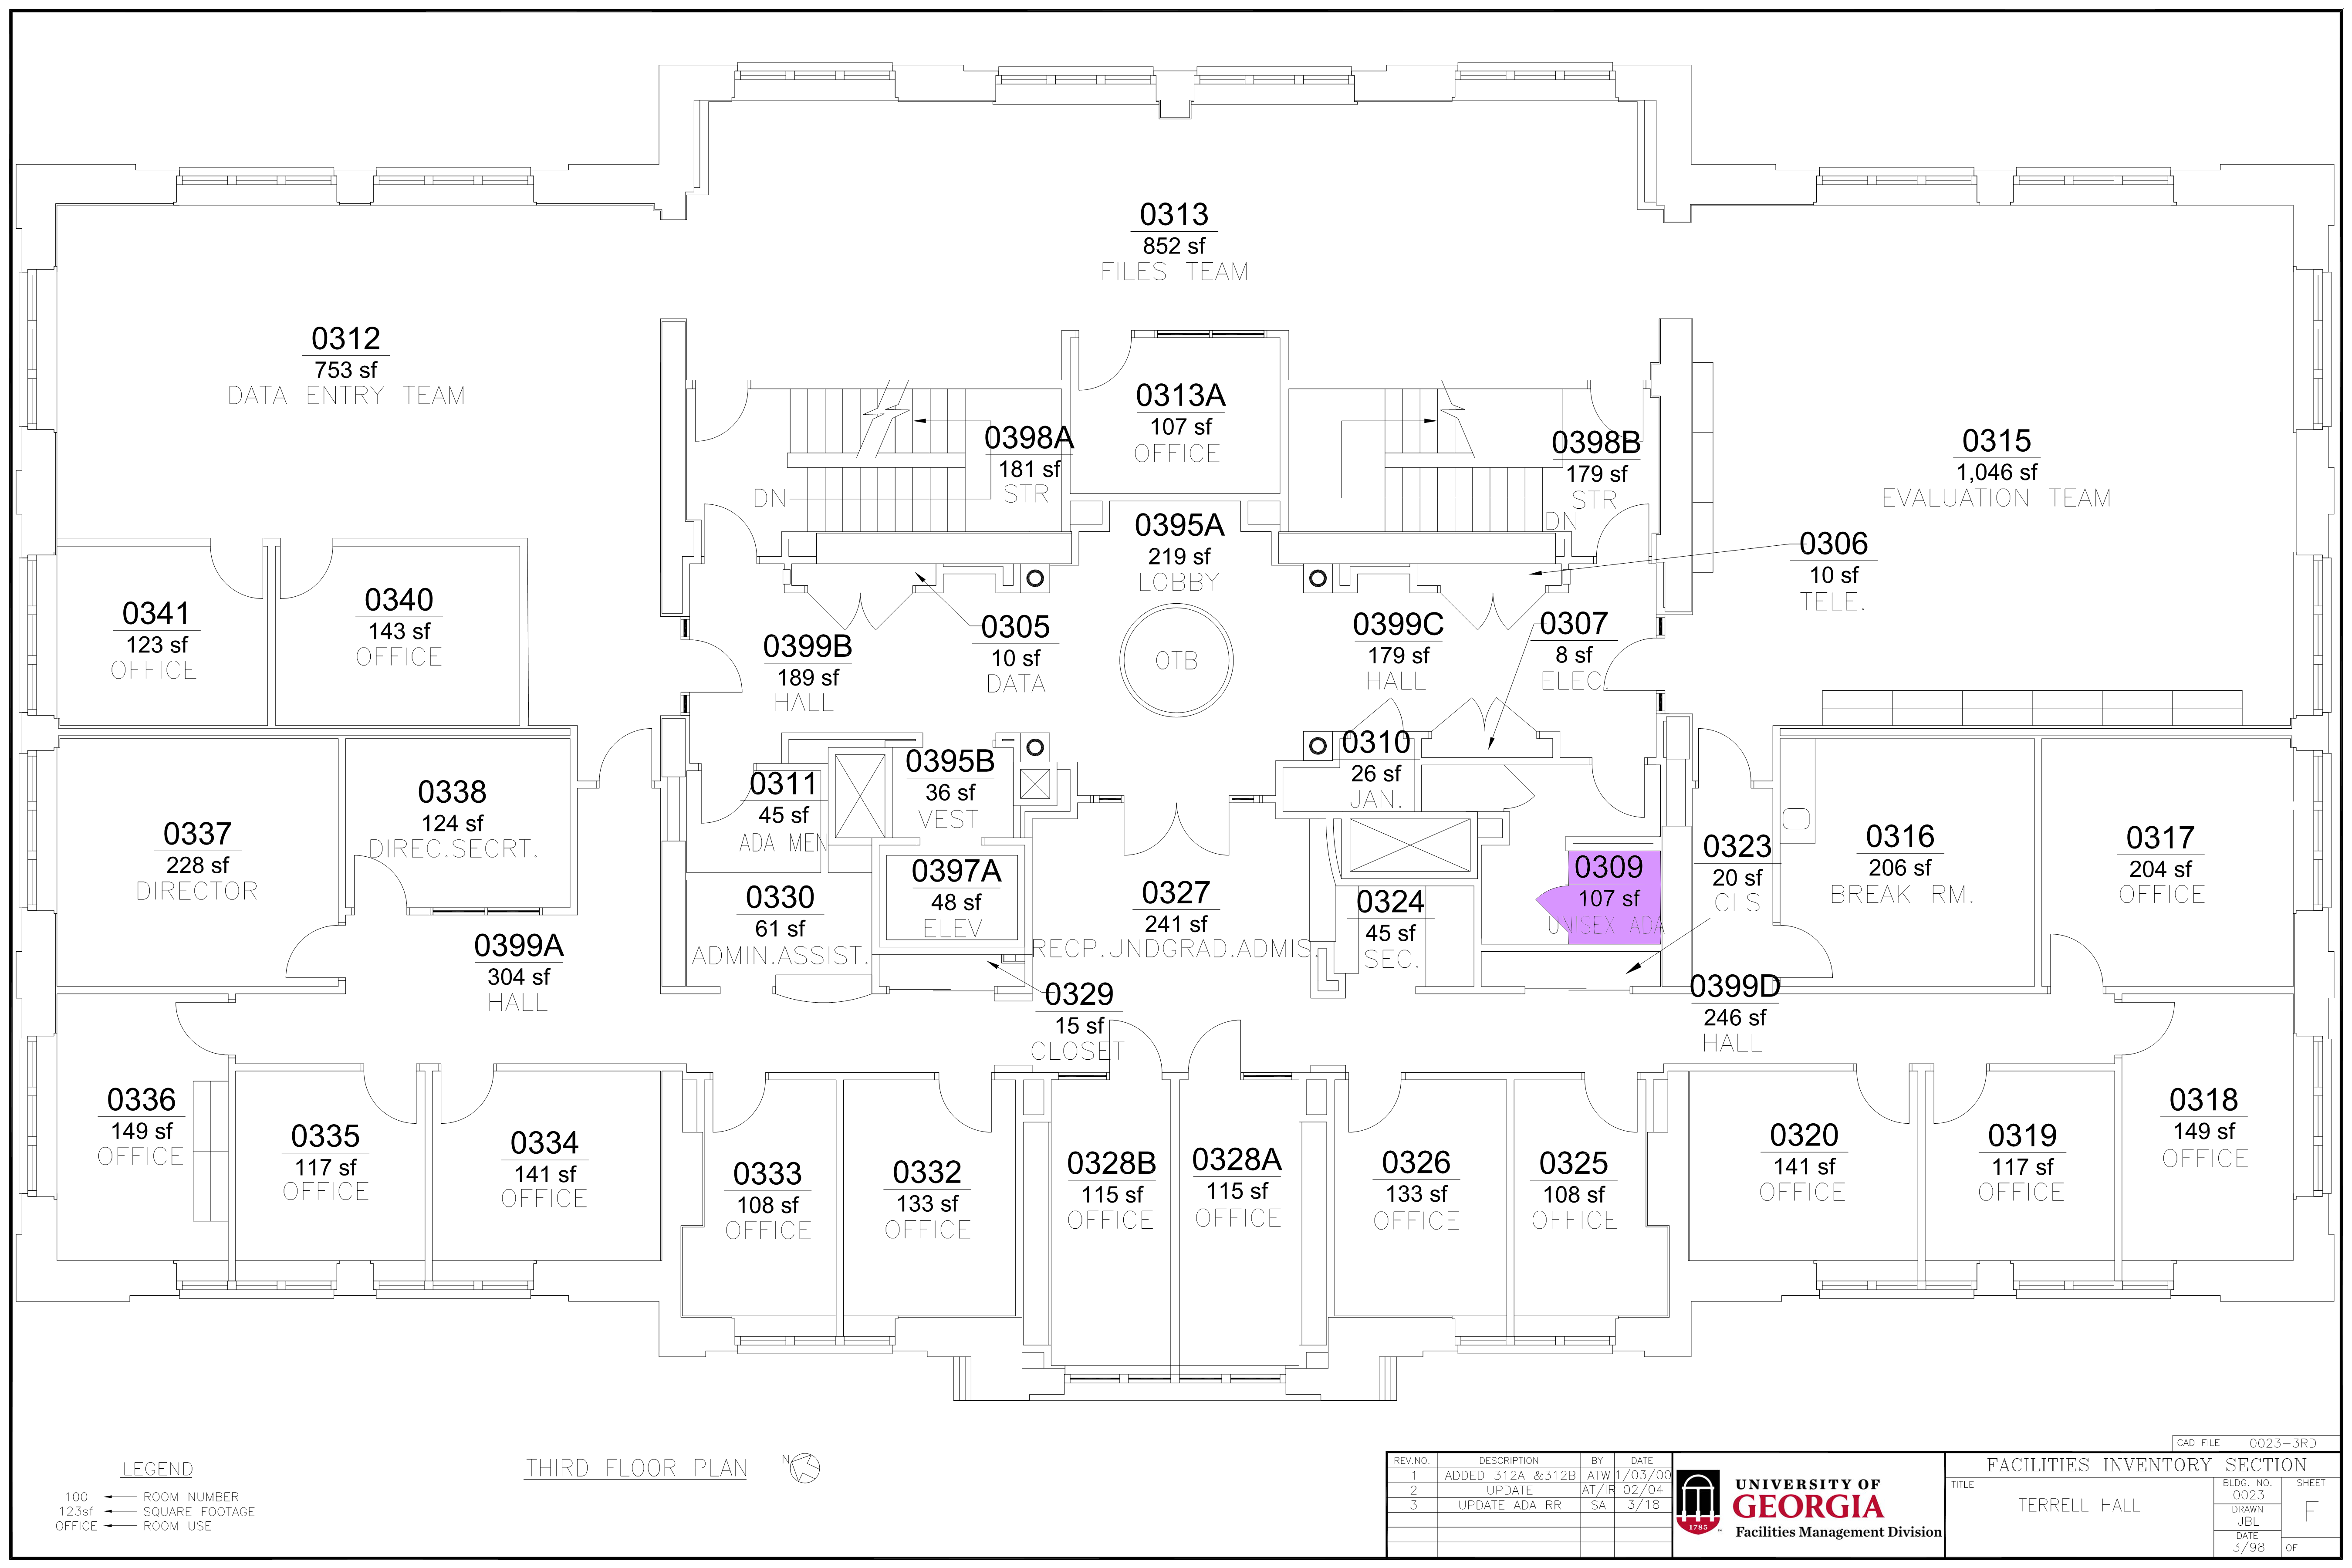 0313
852 sf
FILES TEAM
0312
753 sf
DATA ENTRY TEAM
0313A
107 sf
OFFICE
0398A
181 sf
STR
DN
0398B
179 sf
STR
DN
0315
1,046 sf
EVALUATION TEAM
0395A
219 sf
LOBBY
OTB
0306
10 sf
TELE.
0341
123 sf
OFFICE
0340
143 sf
OFFICE
0399B
189 sf
HALL
0305
10 sf
DATA
0399C
179 sf
HALL
0307
8 sf
ELEC.
0310
26 sf
JAN.
0311
45 sf
ADA MEN
0395B
36 sf
VEST
0338
124 sf
DIREC.SECRT.
0337
228 sf
DIRECTOR
0397A
48 sf
ELEV
0330
61 sf
ADMIN.ASSIST.
0327
241 sf
RECP.UNDGRAD.ADMIS.
0324
45 sf
SEC.
0309
107 sf
UNISEX ADA
0323
20 sf
CLS
0316
206 sf
BREAK RM.
0317
204 sf
OFFICE
0399A
304 sf
HALL
0329
15 sf
CLOSET
0399D
246 sf
HALL
0336
149 sf
OFFICE
0335
117 sf
OFFICE
0334
141 sf
OFFICE
0333
108 sf
OFFICE
0332
133 sf
OFFICE
0328B
115 sf
OFFICE
0328A
115 sf
OFFICE
0326
133 sf
OFFICE
0325
108 sf
OFFICE
0320
141 sf
OFFICE
0319
117 sf
OFFICE
0318
149 sf
OFFICE
LEGEND
100 ROOM NUMBER
123sf SQUARE FOOTAGE
OFFICE ROOM USE
THIRD FLOOR PLAN
N
CAD FILE 0023-3RD
REV.NO. DESCRIPTION BY DATE
1 ADDED 312A &312B ATW 1/03/00
2 UPDATE AT/IR 02/04
3 UPDATE ADA RR SA 3/18
1785
UNIVERSITY OF
GEORGIA
Facilities Management Division
FACILITIES INVENTORY SECTION
TITLE
TERRELL HALL
BLDG. NO.
0023
DRAWN
JBL
DATE
3/98
SHEET
F
OF